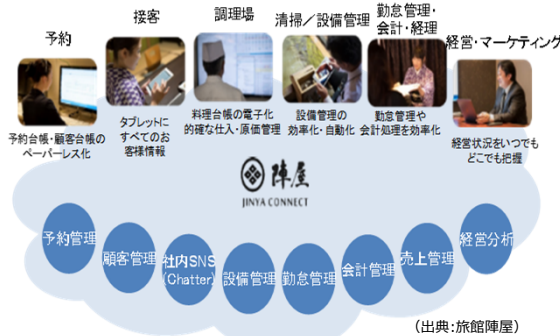 予約
接客
調理場
清掃／設備管理
勤怠管理・
会計・経理
経営・マーケティング
予約台帳・顧客台帳の
ペーパーレス化
タブレットに
すべてのお
客様情報
料理台帳の電子化
的確な仕入・原価管理
設備管理の
効率化・自動化
勤怠管理や
会計処理を効率化
経営状況をいつでも
どこでも把握
陣屋
JINYA CONNECT
予約管理
顧客管理
社内SNS
(Chatter)
設備管理
勤怠管理
会計管理
売上管理
経営分析
（出典：旅館陣屋）